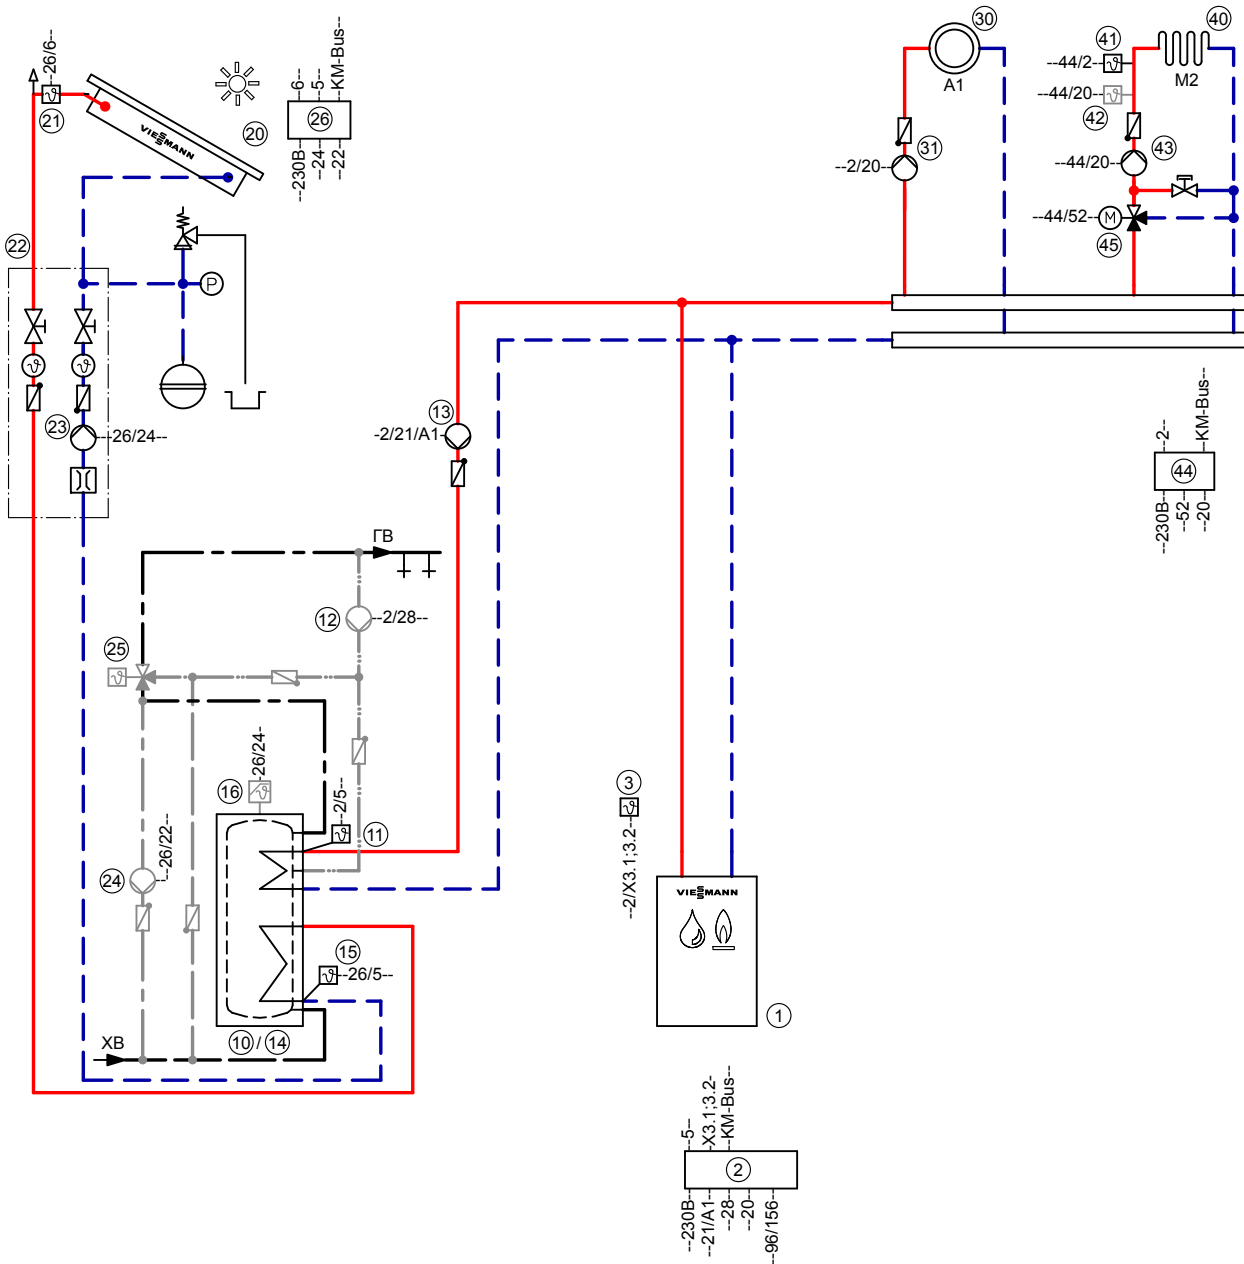 26/6--
21
VIESSMANN
20
--6--
--5--
KM-Bus--
26
--230В--
--24--
--22--
30
A1
31
--2/20--
40
41
--44/2--
M2
--44/20--
42
43
--44/20--
--44/52--
M
45
22
P
23
---26/24--
13
-2/21/A1-
--2--
KM-Bus--
44
--230В--
--52--
--20--
ГВ
12
--2/28--
25
26/24-
16
--2/5--
11
---26/22--
24
3
--2/X3.1;3.2--
VIESSMANN
15
--26/5--
1
10 / 14
ХВ
--5--
-X3.1;3.2-
--KM-Bus--
2
--230В--
--21/A1--
--28--
--20--
--96/156--